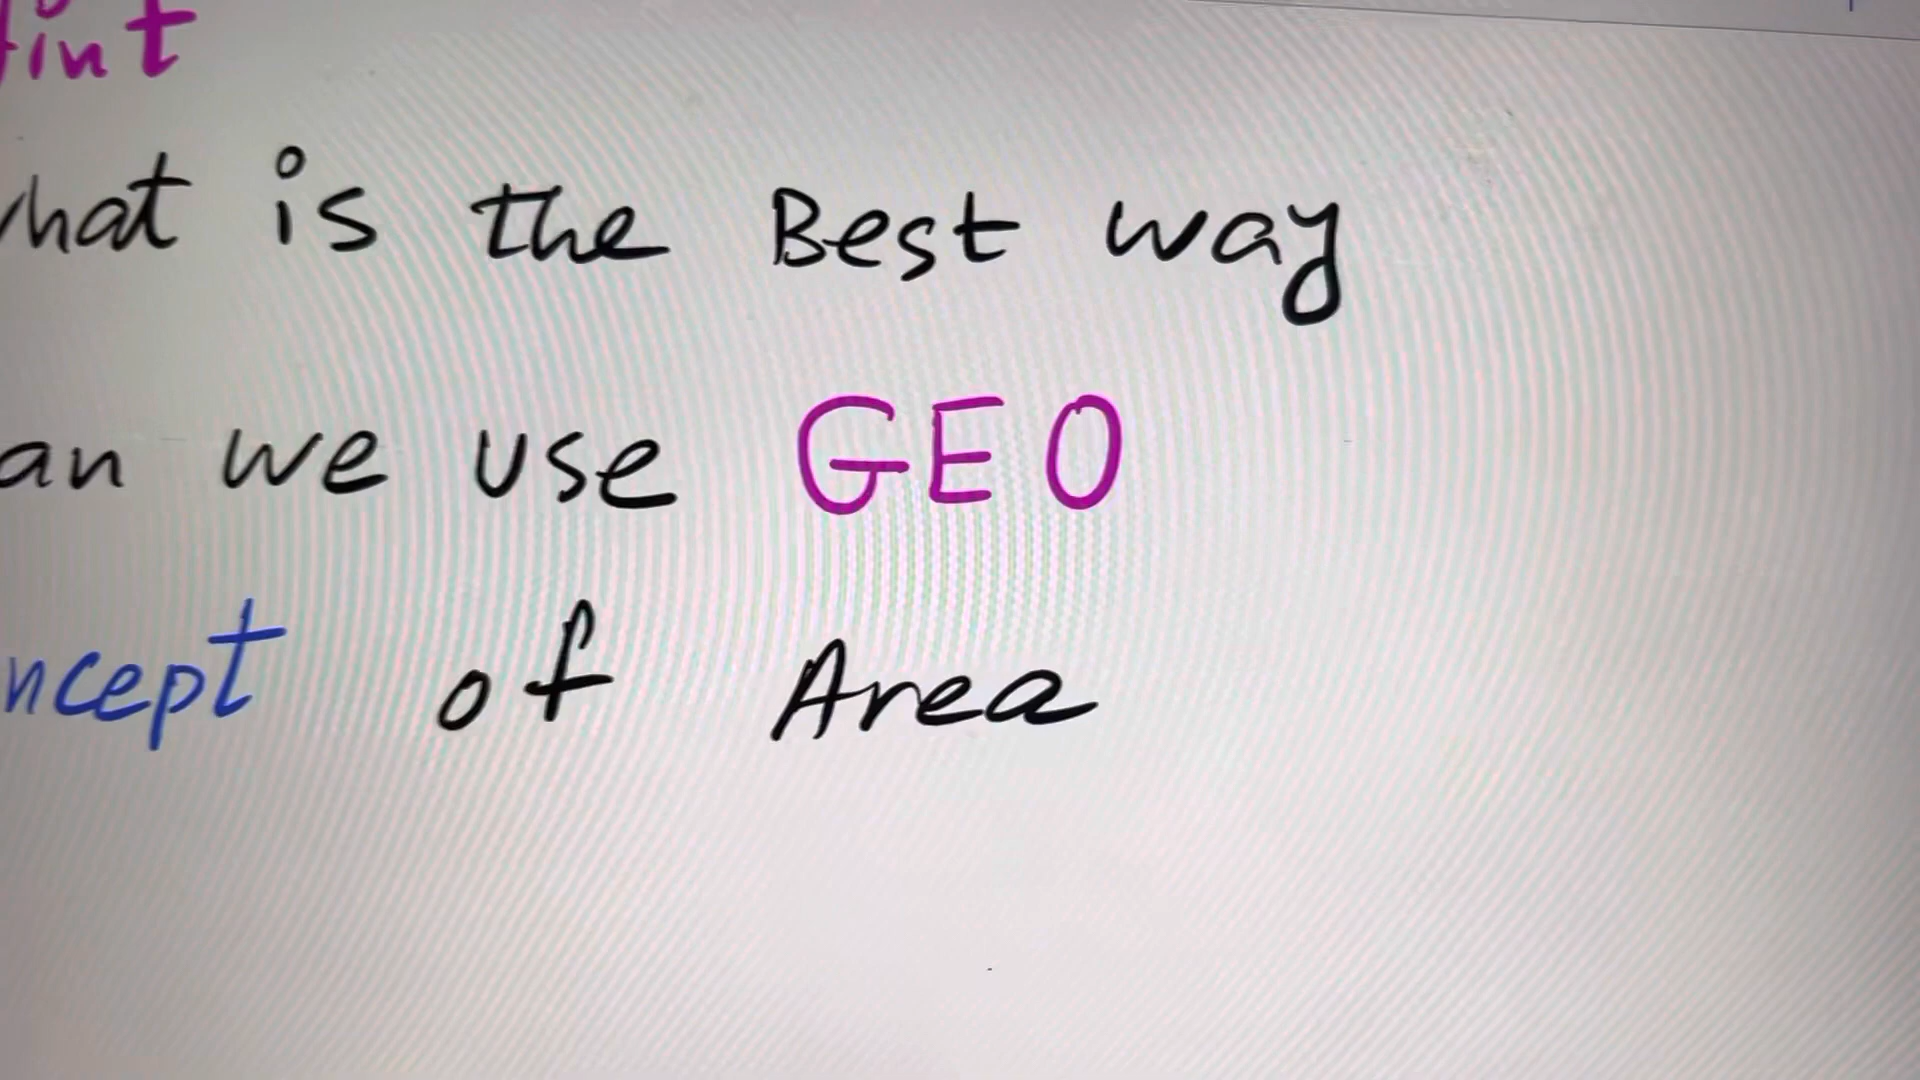 int
hat is the Best way
an we use GEO
ncept of Area